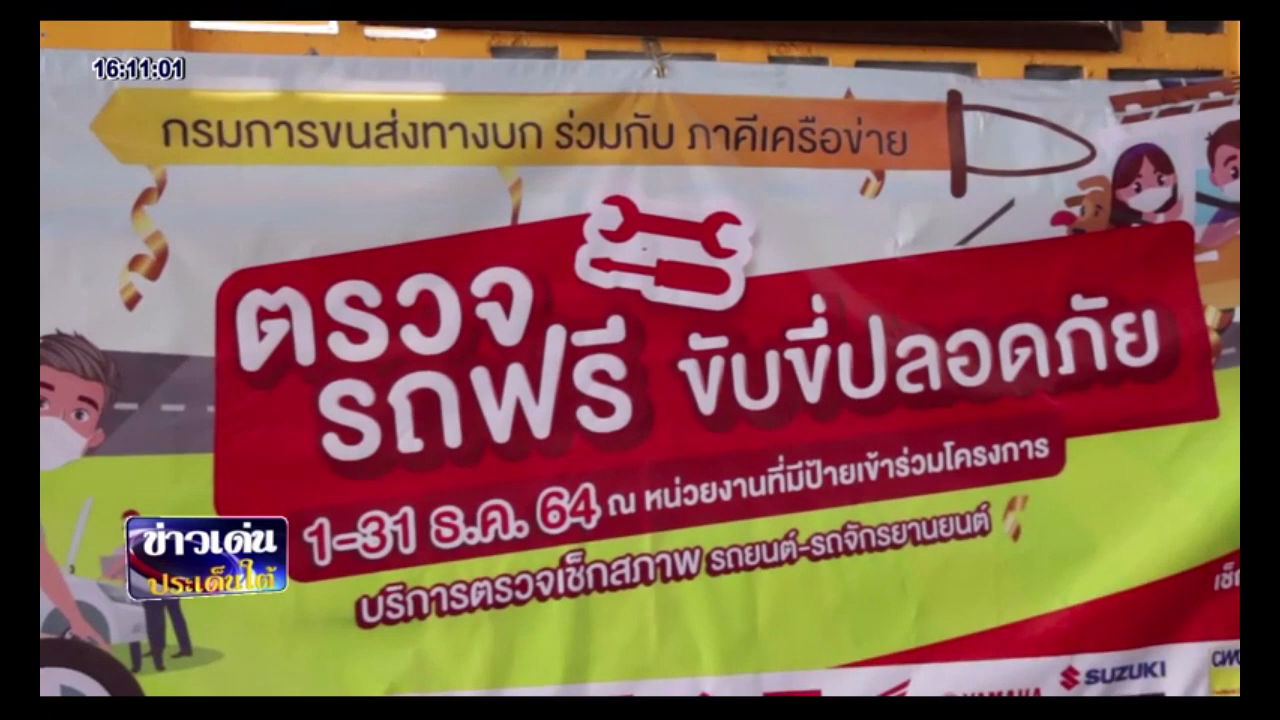 16:11:01
กรมการขนส่งทางบก ร่วมกับ ภาคีเครือข่าย
ตรวจ
รถฟรี ขับขี่ปลอดภัย
1-31 ธ.ค. 64 ณ หน่วยงานที่มีป้ายเข้าร่วมโครงการ
บริการตรวจเช็กสภาพ รถยนต์-รถจักรยานยนต์
ข่าวเด่น
ประเด็นใต้
YAMAHA
SUZUKI